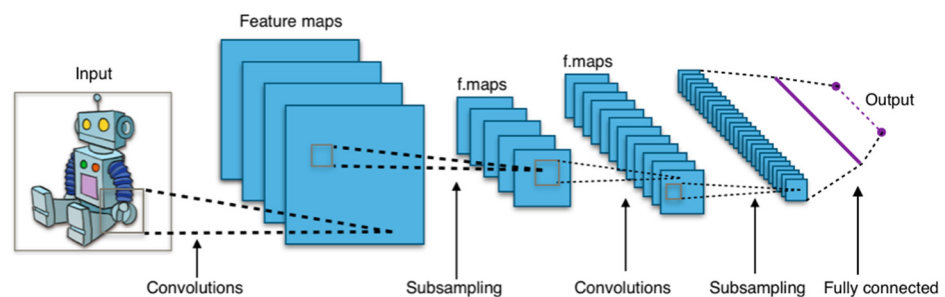 Input
Feature maps
f.maps
f.maps
Output
Convolutions
Subsampling
Convolutions
Subsampling
Fully connected